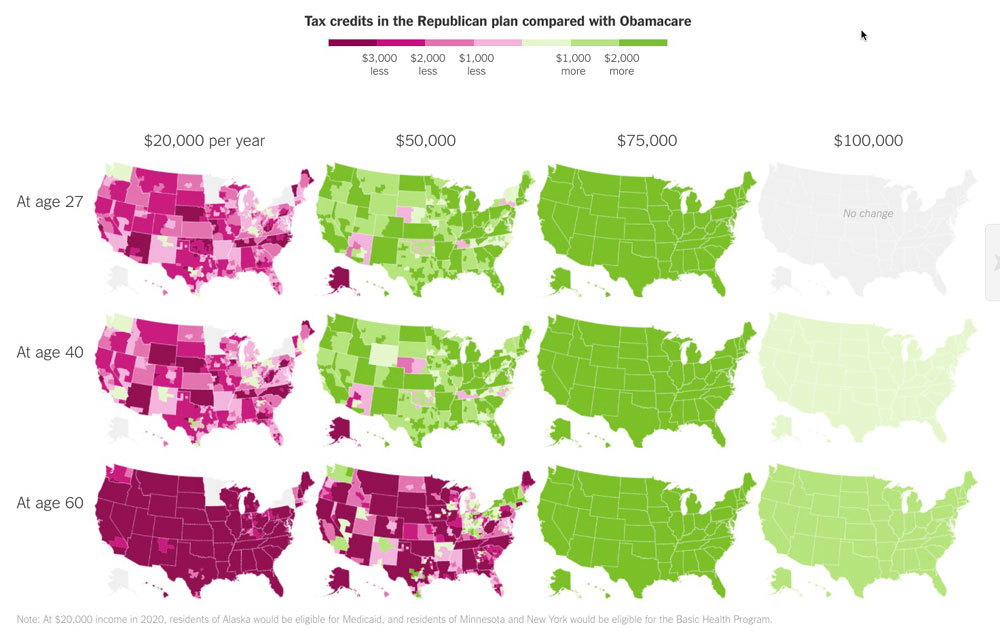 Tax credits in the Republican plan compared with Obamacare
$3,000 $2,000 $1,000 $1,000 $2,000
less less less more more
$20,000 per year $50,000 $75,000 $100,000
At age 27
No change
At age 40
At age 60
Note: At $20,000 income in 2020, residents of Alaska would be eligible for Medicaid, and residents of Minnesota and New York would be eligible for the Basic Health Program.